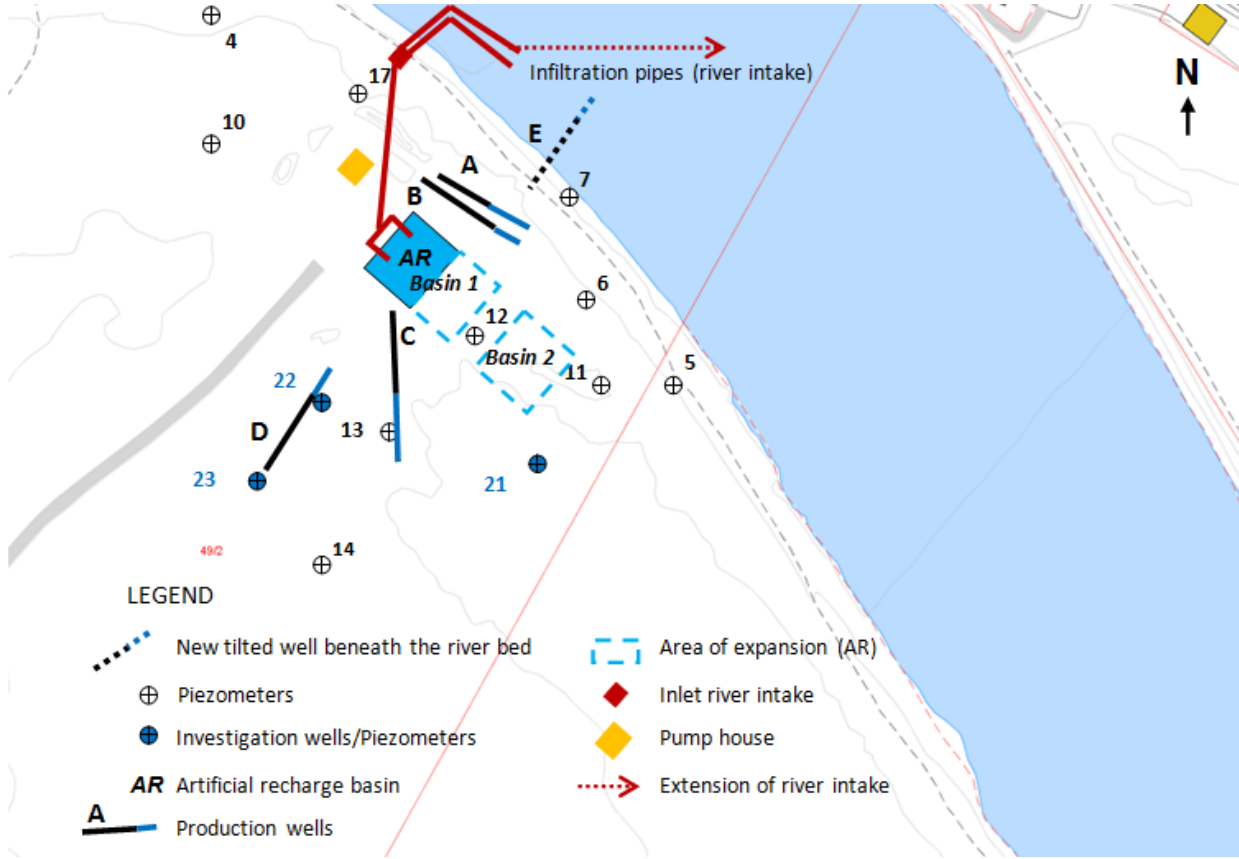 4
17
Infiltration pipes (river intake)
N
10
E
A
7
B
AR
Basin 1
6
12
C
Basin 2
11
5
22
D
13
23
21
49/2
14
LEGEND
New tilted well beneath the river bed
Area of expansion (AR)
Piezometers
Inlet river intake
Investigation wells/Piezometers
Pump house
AR Artificial recharge basin
Extension of river intake
A
Production wells